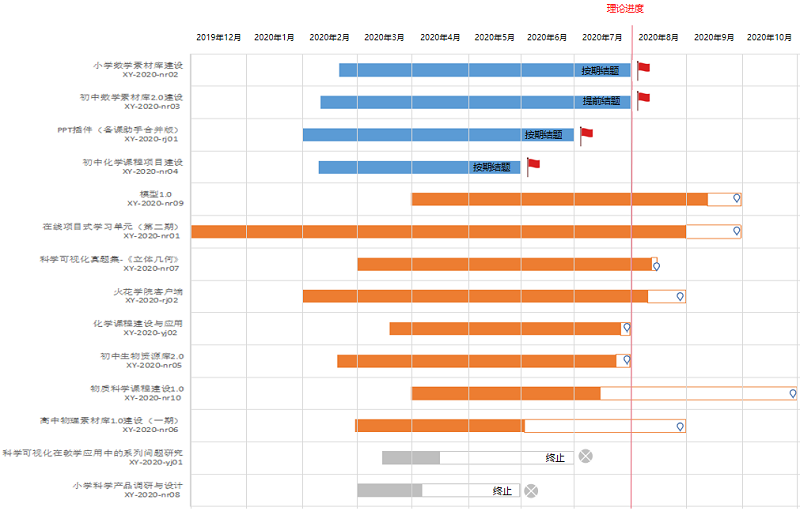 理论进度
2019年12月 2020年1月 2020年2月 2020年3月 2020年4月 2020年5月 2020年6月 2020年7月 2020年8月 2020年9月 2020年10月
小学数学素材库建设
XY-2020-nr02
按期结题
初中数学素材库2.0建设
XY-2020-nr03
提前结题
PPT插件（备课助手合并版）
XY-2020-rj01
按期结题
初中化学课程项目建设
XY-2020-nr04
按期结题
模型1.0
XY-2020-nr09
在线项目式学习单元（第二期）
XY-2020-nr01
科学可视化真题集-《立体几何》
XY-2020-nr07
火花学院客户端
XY-2020-rj02
化学课程建设与应用
XY-2020-yj02
初中生物资源库2.0
XY-2020-nr05
物质科学课程建设1.0
XY-2020-nr10
高中物理素材库1.0建设（一期）
XY-2020-nr06
科学可视化在教学应用中的系列问题研究
XY-2020-yj01
终止
小学科学产品调研与设计
XY-2020-nr08
终止